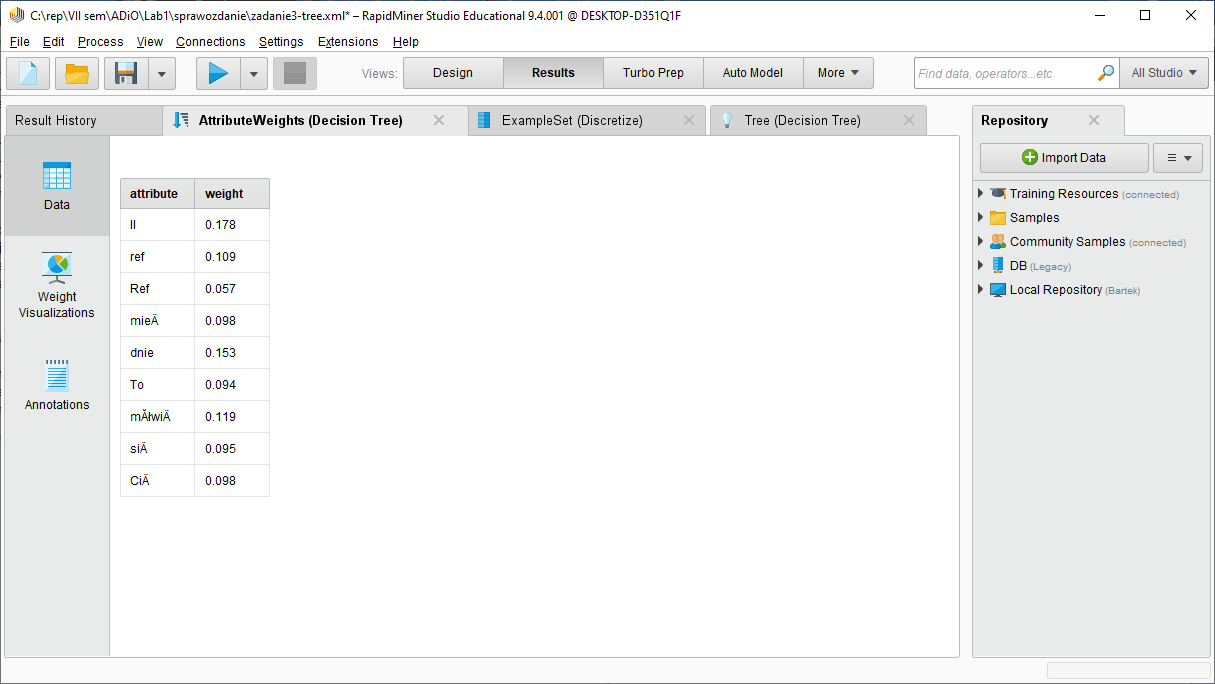 C:\rep\VII sem\ADiO\Lab1\sprawozdanie\zadanie3-tree.xml* – RapidMiner Studio Educational 9.4.001 @ DESKTOP-D351Q1F
File Edit Process View Connections Settings Extensions Help
Views: Design Results Turbo Prep Auto Model More Find data, operators...etc All Studio
Result History AttributeWeights (Decision Tree) ExampleSet (Discretize) Tree (Decision Tree) Repository
Import Data
Data
Weight
Visualizations
Annotations
attribute weight
ll 0.178
ref 0.109
Ref 0.057
mieÄ 0.098
dnie 0.153
To 0.094
mĂłwiÄ 0.119
siÄ 0.095
CiÄ 0.098
Training Resources (connected)
Samples
Community Samples (connected)
DB (Legacy)
Local Repository (Bartek)